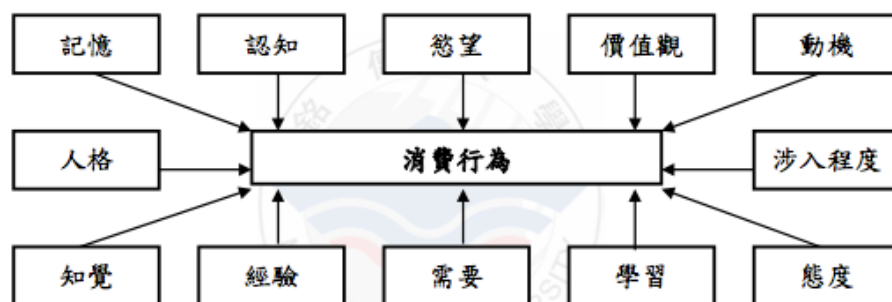 記憶 認知 慾望 價值觀 動機
人格 消費行為 涉入程度
知覺 經驗 需要 學習 態度